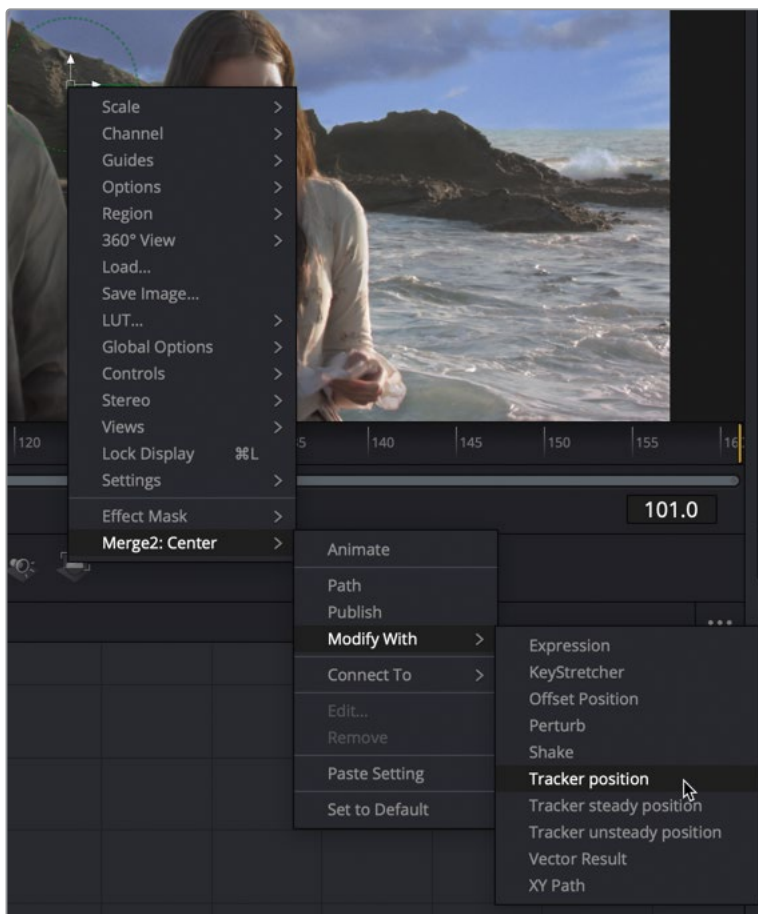 Scale
Channel
Guides
Options
Region
360° View
Load...
Save Image...
LUT...
Global Options
Controls
Stereo
Views
Lock Display ⌘L
Settings
Effect Mask
Merge2: Center
120
140
145
150
155
101.0
Animate
Path
Publish
Modify With
Connect To
Edit...
Remove
Paste Setting
Set to Default
Expression
KeyStretcher
Offset Position
Perturb
Shake
Tracker position
Tracker steady position
Tracker unsteady position
Vector Result
XY Path